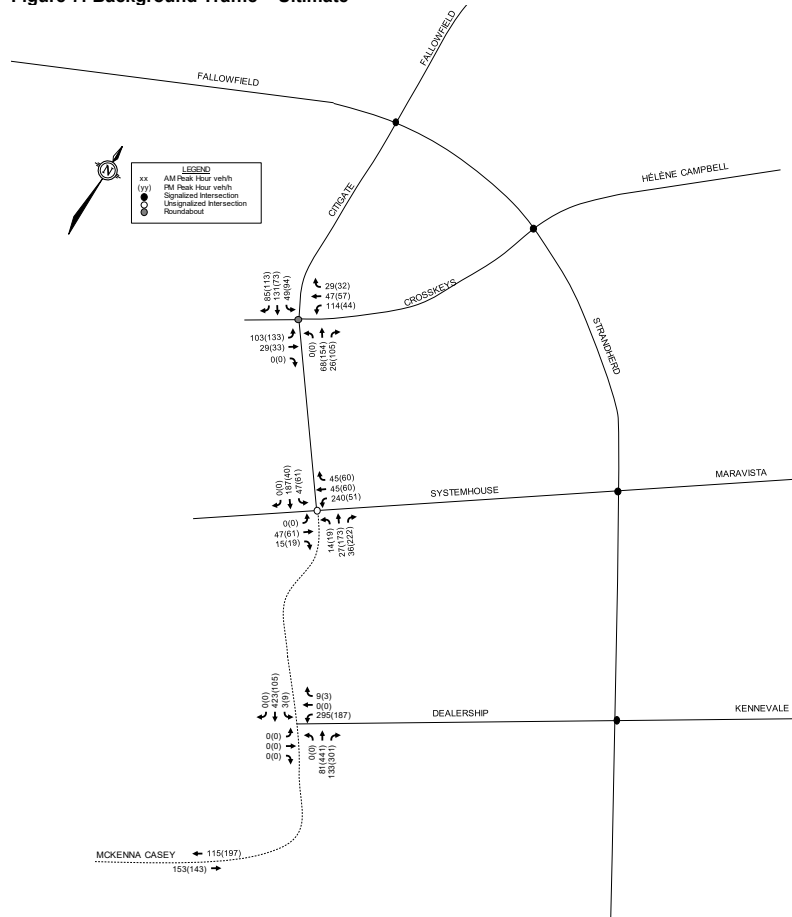 Figure 7: Background Traffic – Ultimate
FALLOWFIELD
FALLOWFIELD
HÉLÈNE CAMPBELL
LEGEND
xx AM Peak Hour veh/h
(yy) PM Peak Hour veh/h
Signalized Intersection
Unsignalized Intersection
Roundabout
N
CITIGATE
CROSSKEYS
STRANDHERD
85(113)
131(73)
49(94)
29(32)
47(57)
114(44)
103(133)
29(33)
0(0)
0(0)
68(154)
26(105)
0(0)
187(40)
47(61)
45(60)
45(60)
240(51)
SYSTEMHOUSE
MARAVISTA
0(0)
47(61)
15(19)
14(19)
27(173)
36(222)
0(0)
423(105)
3(9)
9(3)
0(0)
295(187)
DEALERSHIP
KENNEVALE
0(0)
0(0)
0(0)
0(0)
81(441)
133(301)
MCKENNA CASEY
115(197)
153(143)